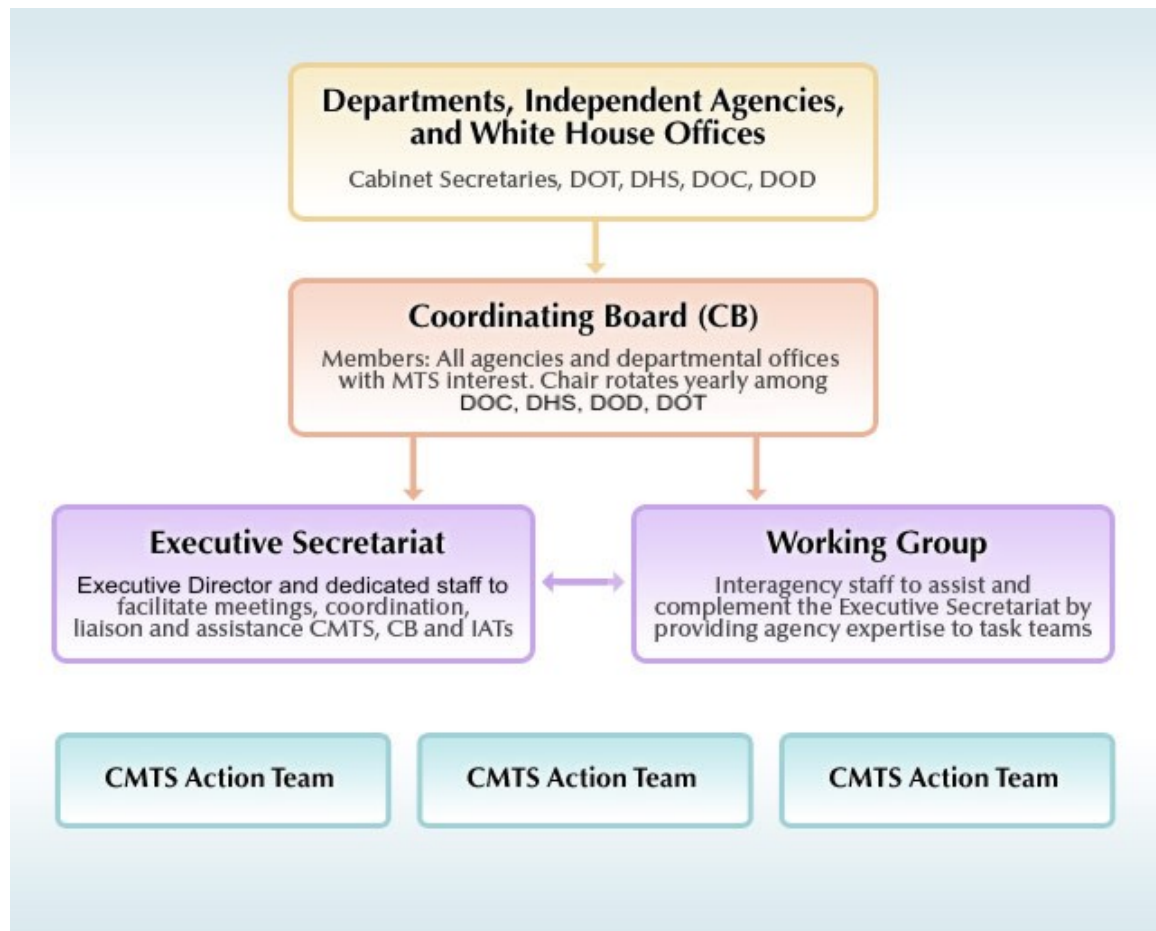 Departments, Independent Agencies,
and White House Offices
Cabinet Secretaries, DOT, DHS, DOC, DOD
Coordinating Board (CB)
Members: All agencies and departmental offices
with MTS interest. Chair rotates yearly among
DOC, DHS, DOD, DOT
Executive Secretariat
Executive Director and dedicated staff to
facilitate meetings, coordination,
liaison and assistance CMTS, CB and IATs
Working Group
Interagency staff to assist and
complement the Executive Secretariat by
providing agency expertise to task teams
CMTS Action Team
CMTS Action Team
CMTS Action Team